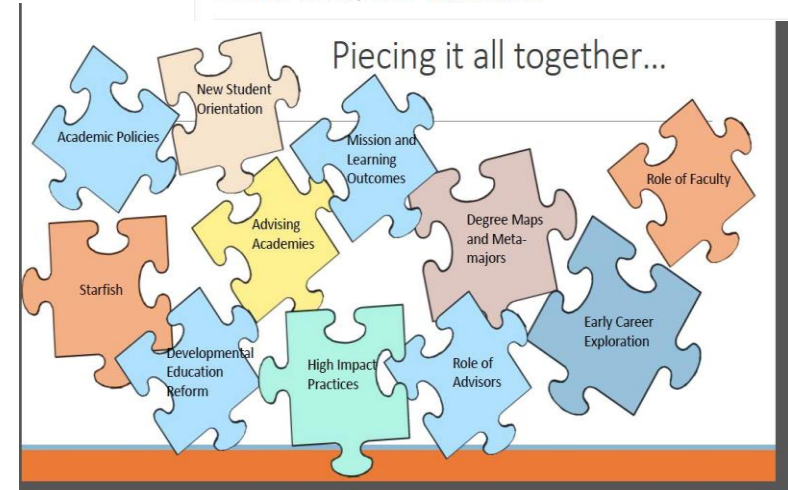 Piecing it all together...
New Student
Orientation
Academic Policies
Mission and
Learning
Outcomes
Role of Faculty
Advising
Academies
Degree Maps
and Meta-
majors
Starfish
Early Career
Exploration
Developmental
Education
Reform
High Impact
Practices
Role of
Advisors